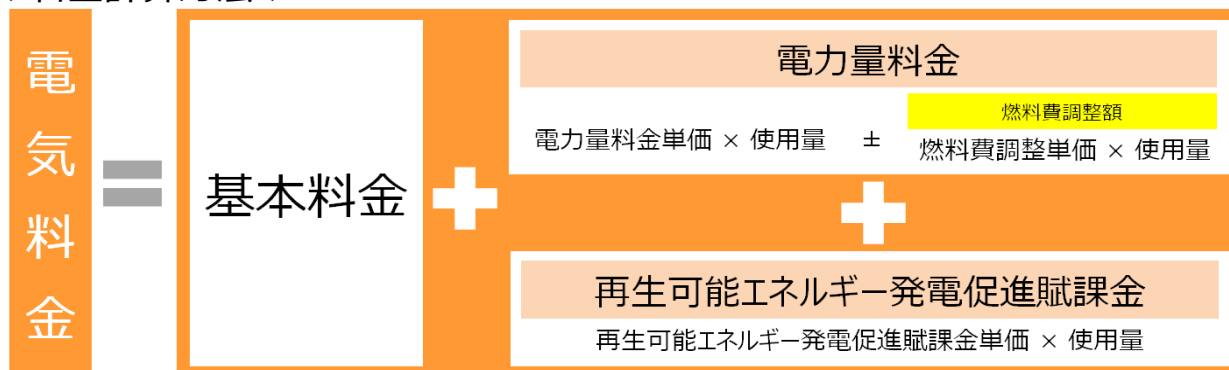 電気料金
基本料金
電力量料金
電力量料金単価 × 使用量 ±
燃料費調整額
燃料費調整単価 × 使用量
再生可能エネルギー発電促進賦課金
再生可能エネルギー発電促進賦課金単価 × 使用量